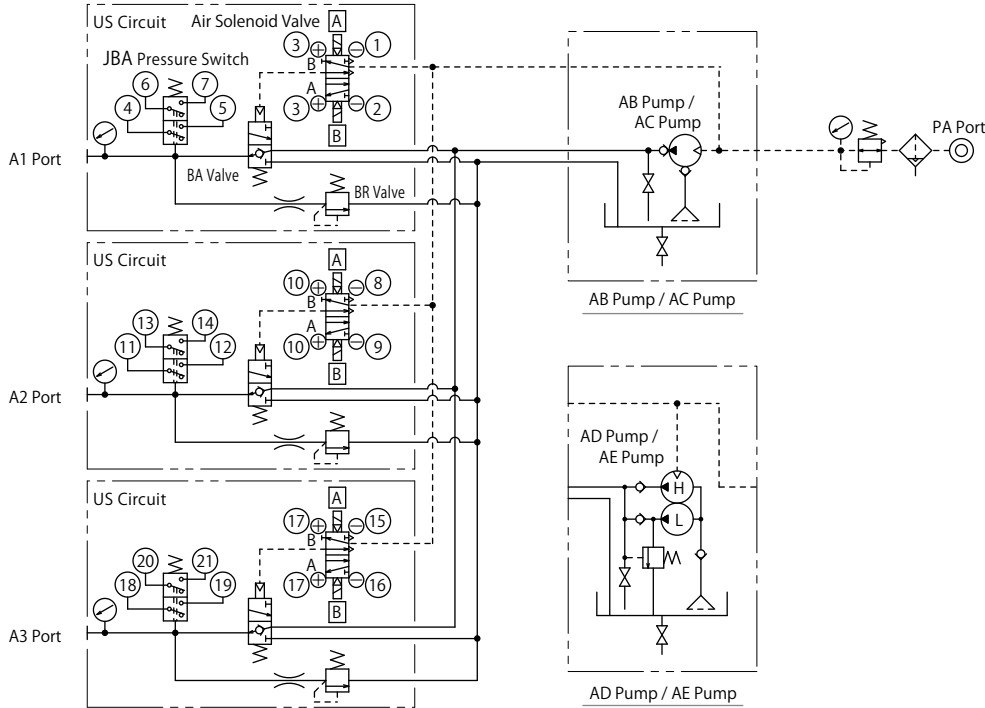 US Circuit
Air Solenoid Valve
A
3
1
B
JBA Pressure Switch
6
7
A
4
5
3
2
B
A1 Port
BA Valve
BR Valve
AB Pump /
AC Pump
PA Port
AB Pump / AC Pump
US Circuit
A
10
8
B
13
14
A
11
12
10
9
B
A2 Port
AD Pump /
AE Pump
H
L
AD Pump / AE Pump
US Circuit
A
17
15
B
20
21
A
18
19
17
16
B
A3 Port